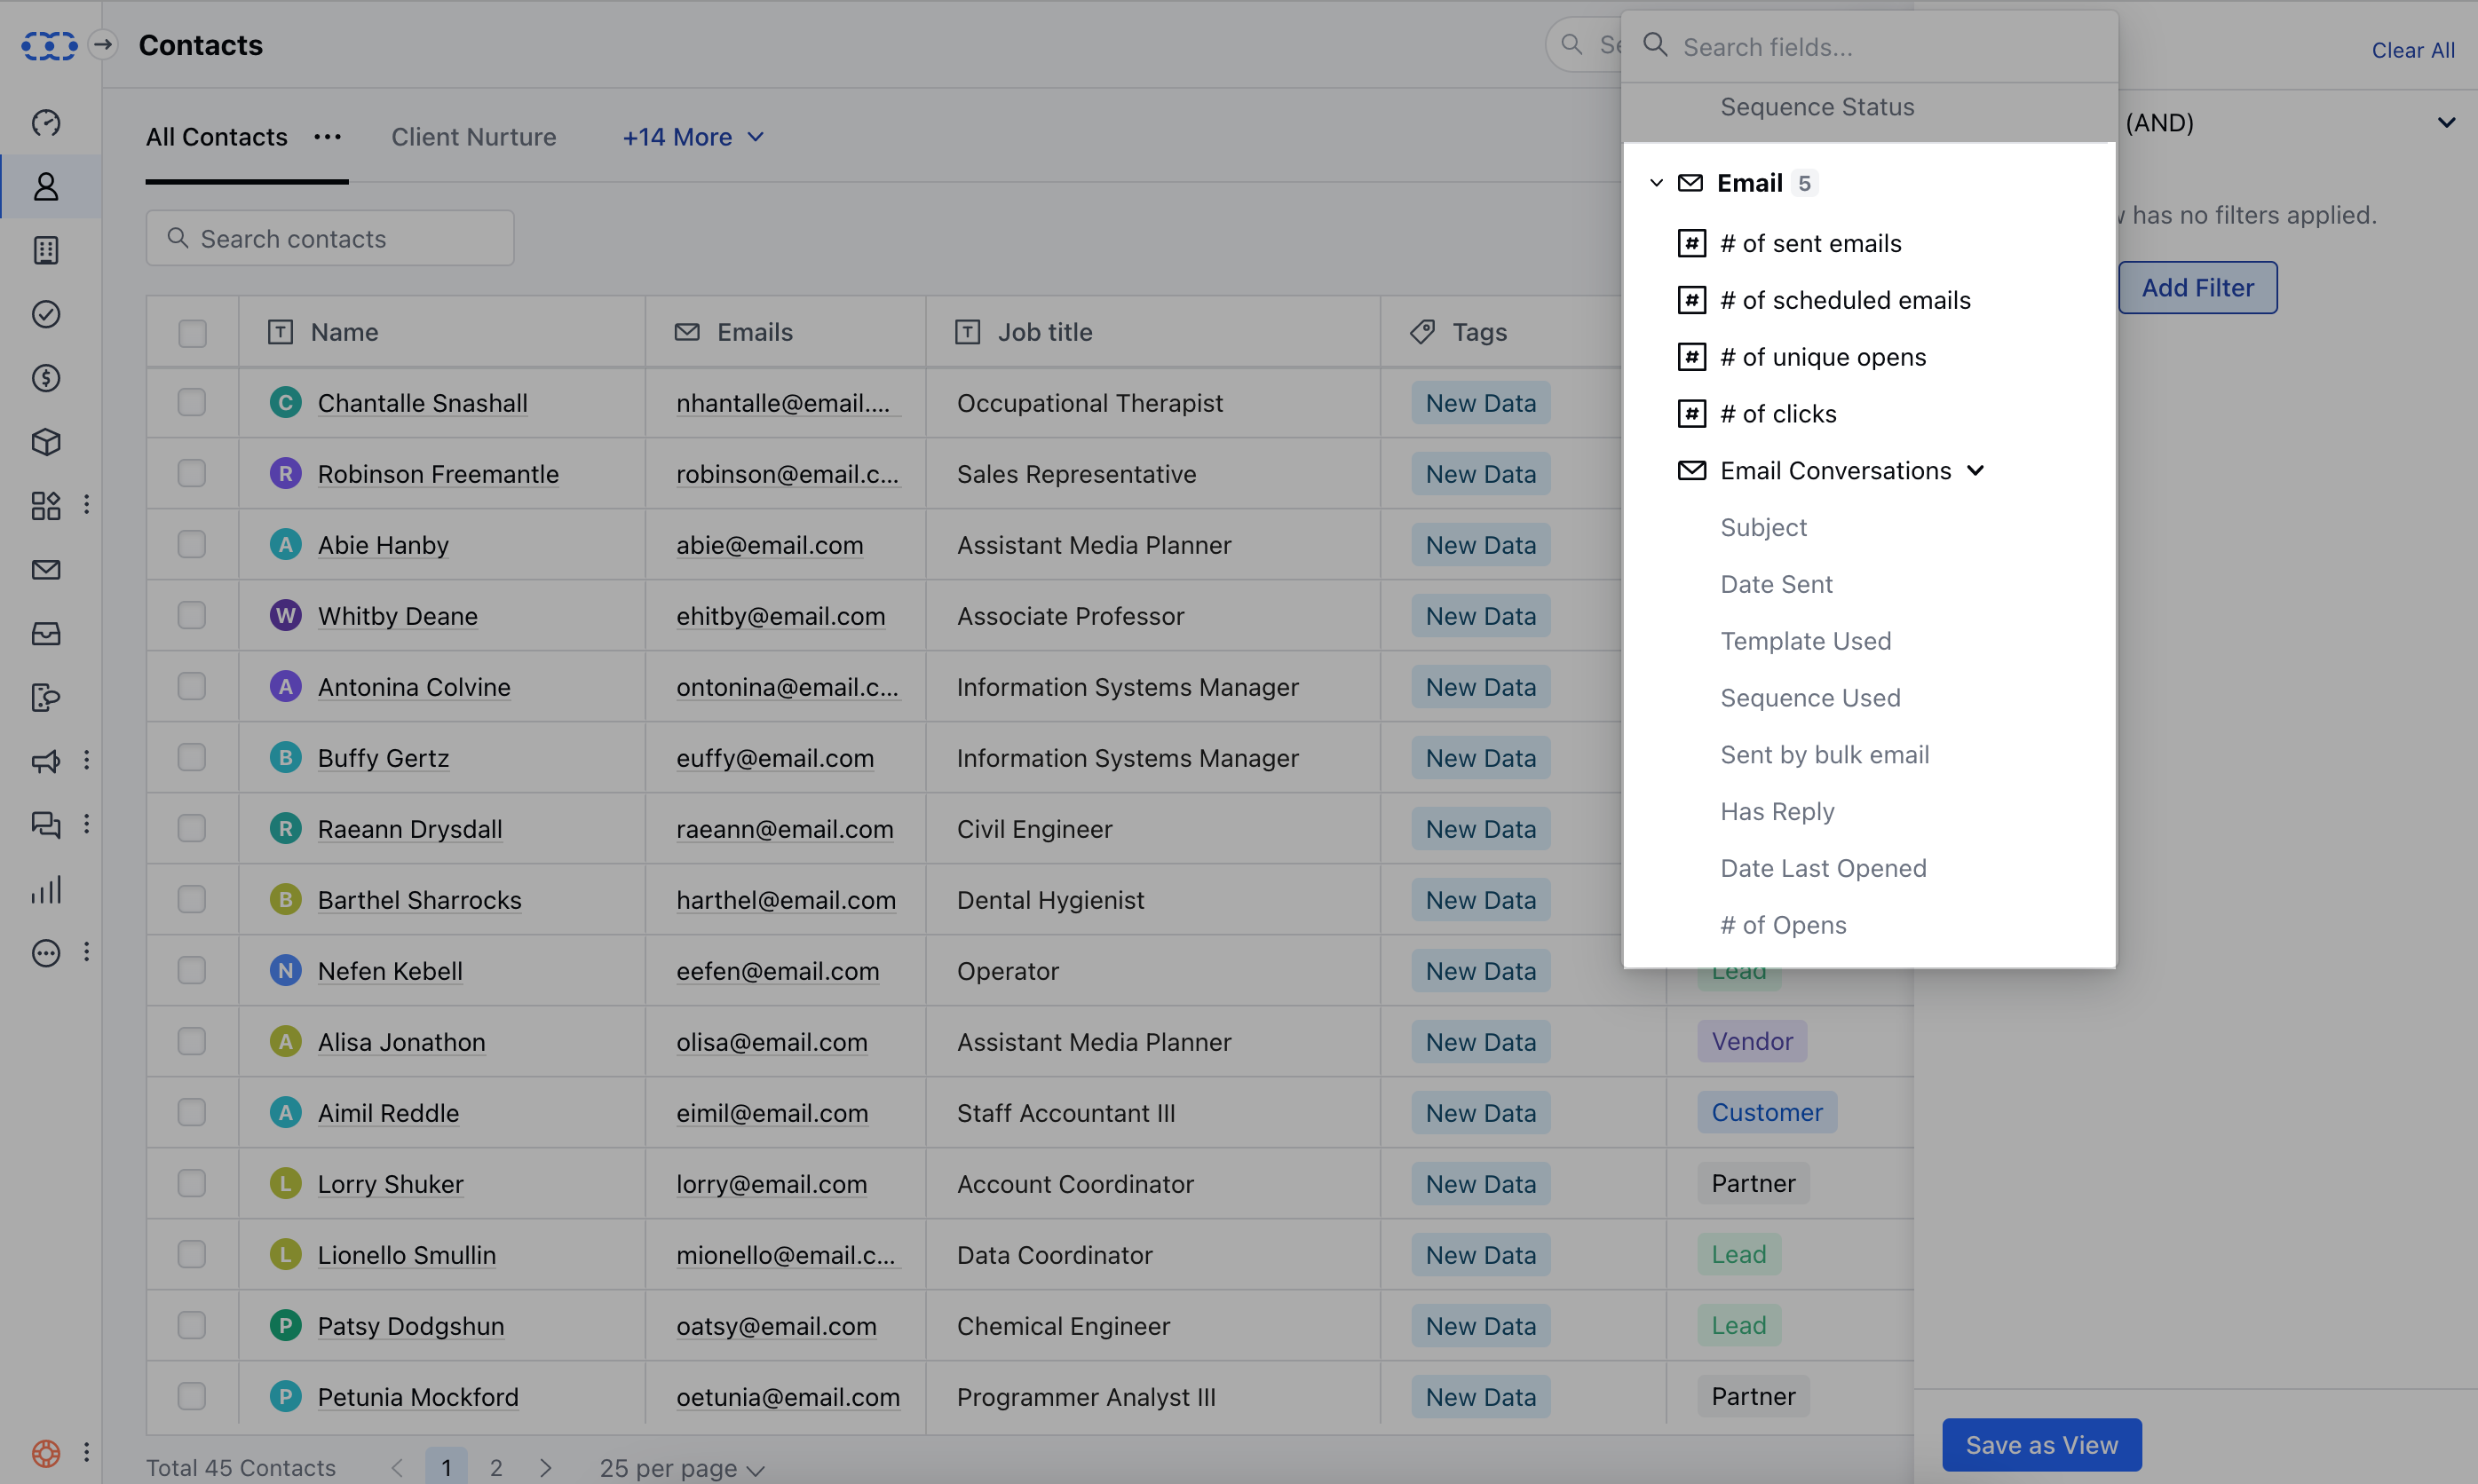 Contacts
Se
Search fields...
Clear All
Sequence Status
(AND)
All Contacts
Client Nurture
+14 More
Email 5
has no filters applied.
Search contacts
# of sent emails
Add Filter
# of scheduled emails
Name
Emails
Job title
Tags
# of unique opens
C Chantalle Snashall nhantalle@email.... Occupational Therapist New Data
# of clicks
R Robinson Freemantle robinson@email.c... Sales Representative New Data
Email Conversations
Subject
A Abie Hanby abie@email.com Assistant Media Planner New Data
Date Sent
W Whitby Deane ehitby@email.com Associate Professor New Data
Template Used
A Antonina Colvine ontonina@email.c... Information Systems Manager New Data
Sequence Used
B Buffy Gertz euffy@email.com Information Systems Manager New Data
Sent by bulk email
R Raeann Drysdall raeann@email.com Civil Engineer New Data
Has Reply
Date Last Opened
B Barthel Sharrocks harthel@email.com Dental Hygienist New Data
# of Opens
N Nefen Kebell eefen@email.com Operator New Data Lead
A Alisa Jonathon olisa@email.com Assistant Media Planner New Data Vendor
A Aimil Reddle eimil@email.com Staff Accountant III New Data Customer
L Lorry Shuker lorry@email.com Account Coordinator New Data Partner
L Lionello Smullin mionello@email.c... Data Coordinator New Data Lead
P Patsy Dodgshun oatsy@email.com Chemical Engineer New Data Lead
P Petunia Mockford oetunia@email.com Programmer Analyst III New Data Partner
Total 45 Contacts
1
2
25 per page
Save as View